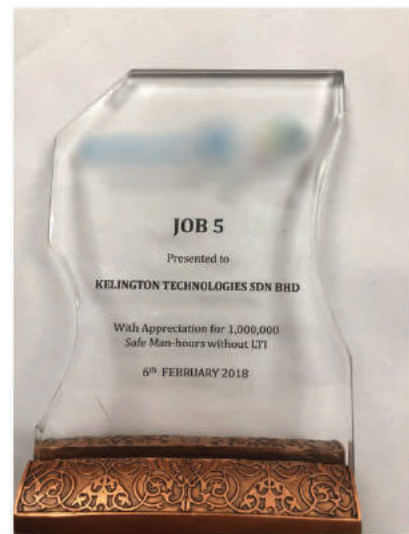 JOB 5
Presented to
KELINGTON TECHNOLOGIES SDN BHD
With Appreciation for 1,000,000
Safe Man-hours without LTI
6th FEBRUARY 2018